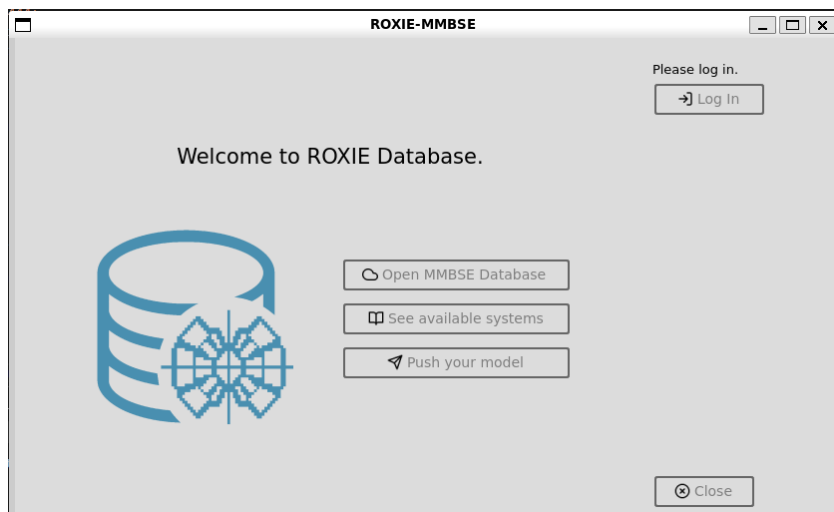 ROXIE-MMBSE
Please log in.
Log In
Welcome to ROXIE Database.
Open MMBSE Database
See available systems
Push your model
Close